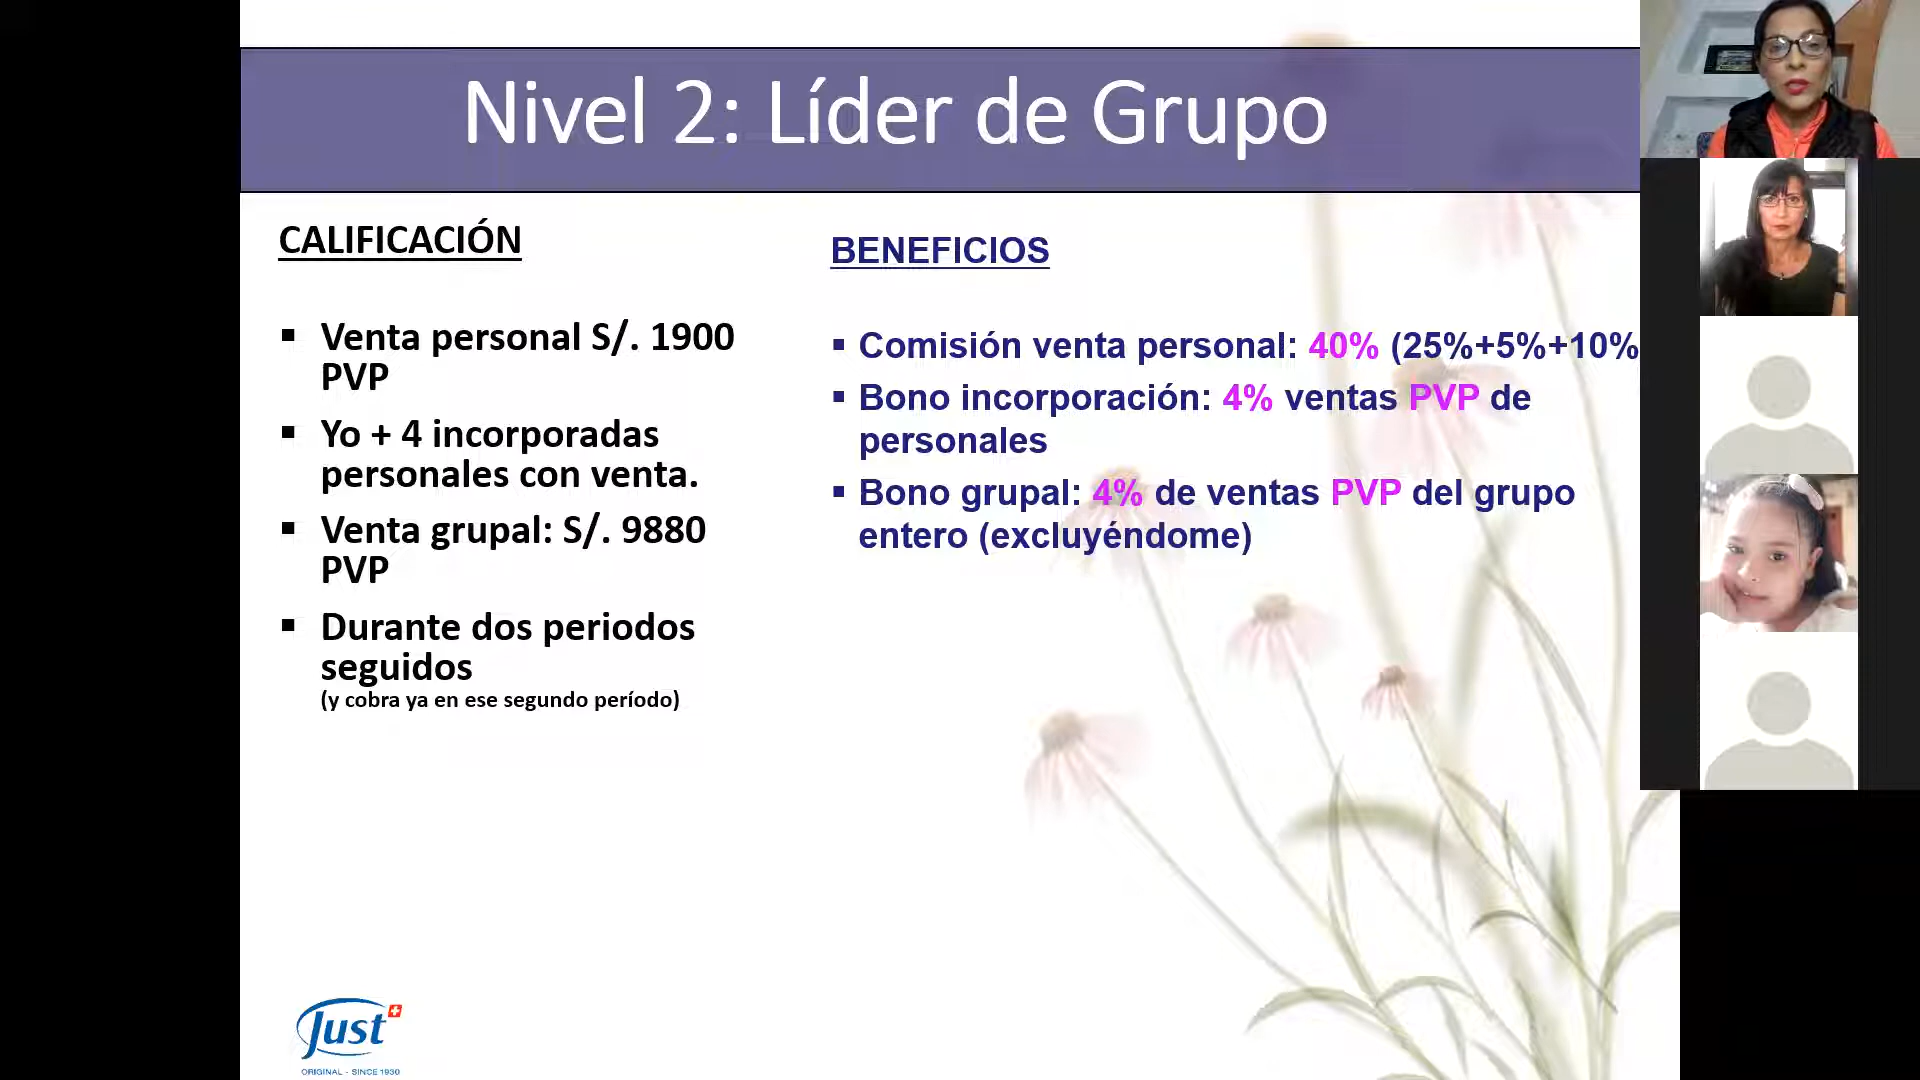 Nivel 2: Líder de Grupo
CALIFICACIÓN
▪ Venta personal S/. 1900
PVP
▪ Yo + 4 incorporadas
personales con venta.
▪ Venta grupal: S/. 9880
PVP
▪ Durante dos periodos
seguidos
(y cobra ya en ese segundo período)
BENEFICIOS
▪ Comisión venta personal: 40% (25%+5%+10%
▪ Bono incorporación: 4% ventas PVP de
personales
▪ Bono grupal: 4% de ventas PVP del grupo
entero (excluyéndome)
Just
ORIGINAL - SINCE 1930